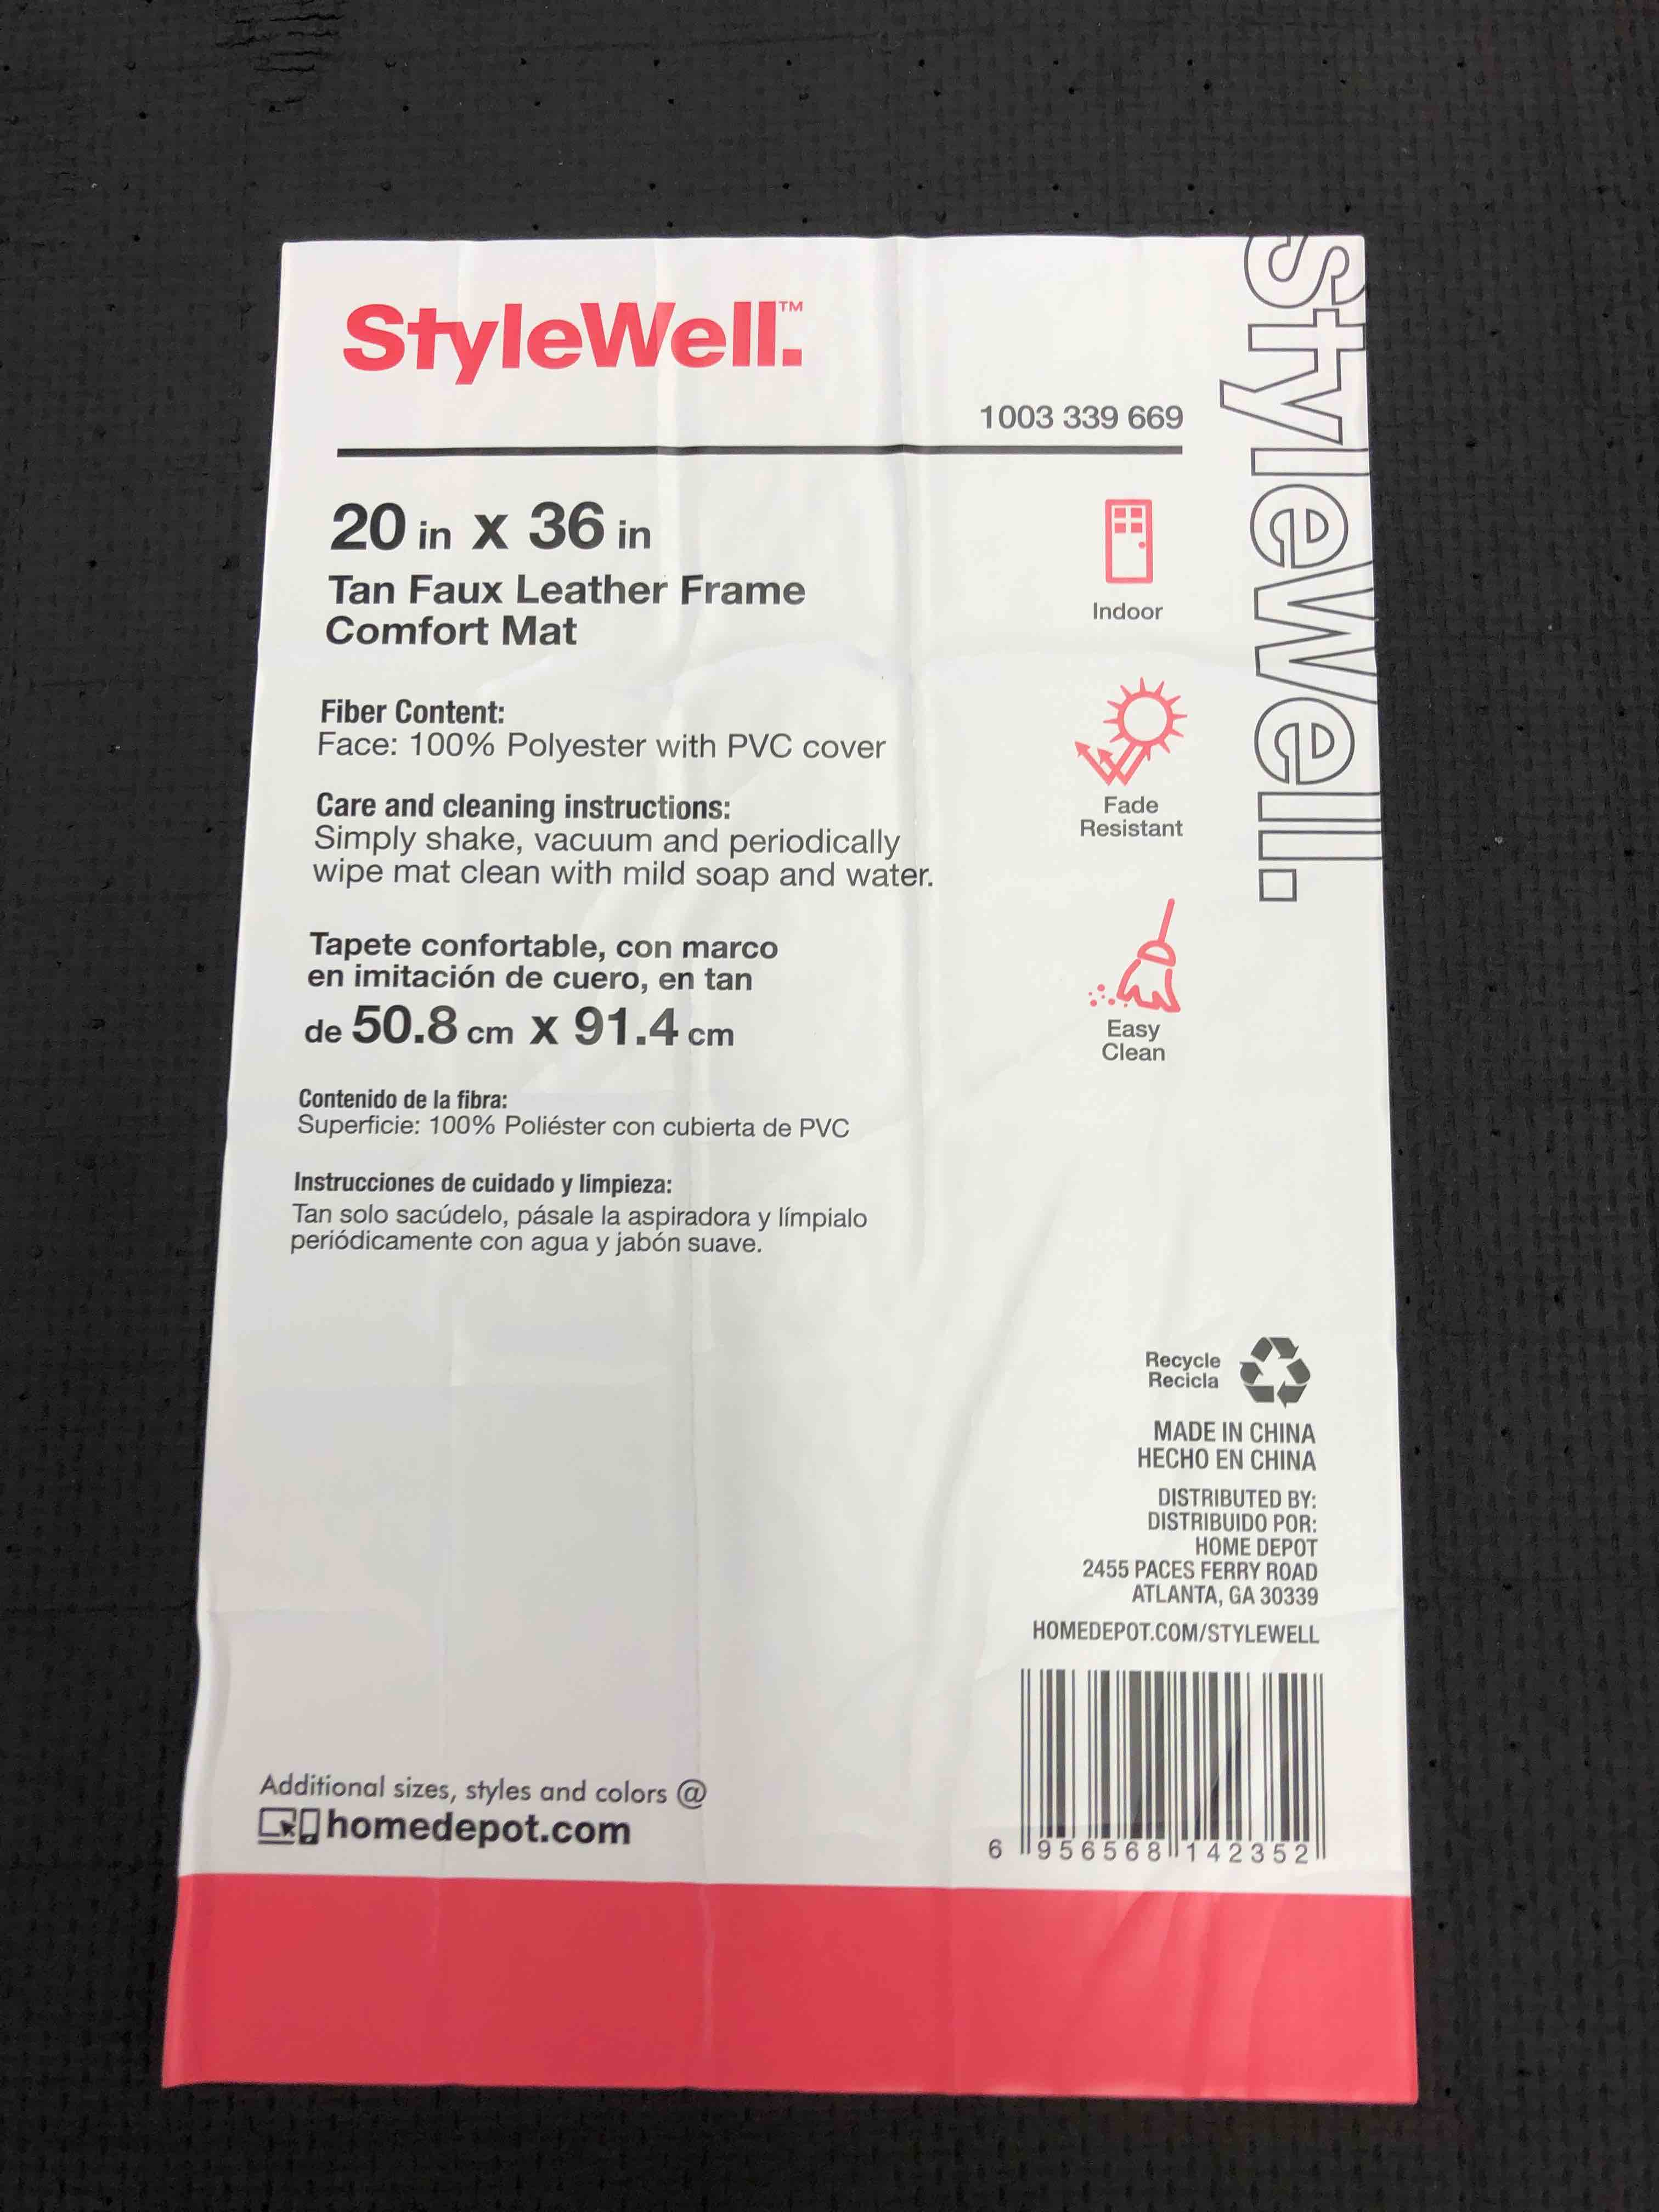 StyleWell.™
StyleWell.
1003 339 669
20 in x 36 in
Tan Faux Leather Frame
Comfort Mat
Indoor
Fiber Content:
Face: 100% Polyester with PVC cover
Fade
Resistant
Care and cleaning instructions:
Simply shake, vacuum and periodically
wipe mat clean with mild soap and water.
Tapete confortable, con marco
en imitación de cuero, en tan
de 50.8 cm x 91.4 cm
Easy
Clean
Contenido de la fibra:
Superficie: 100% Poliéster con cubierta de PVC
Instrucciones de cuidado y limpieza:
Tan solo sacúdelo, pásale la aspiradora y límpialo
periódicamente con agua y jabón suave.
Recycle
Recicla
MADE IN CHINA
HECHO EN CHINA
DISTRIBUTED BY:
DISTRIBUIDO POR:
HOME DEPOT
2455 PACES FERRY ROAD
ATLANTA, GA 30339
HOMEDEPOT.COM/STYLEWELL
Additional sizes, styles and colors @
homedepot.com
6 956568 142352